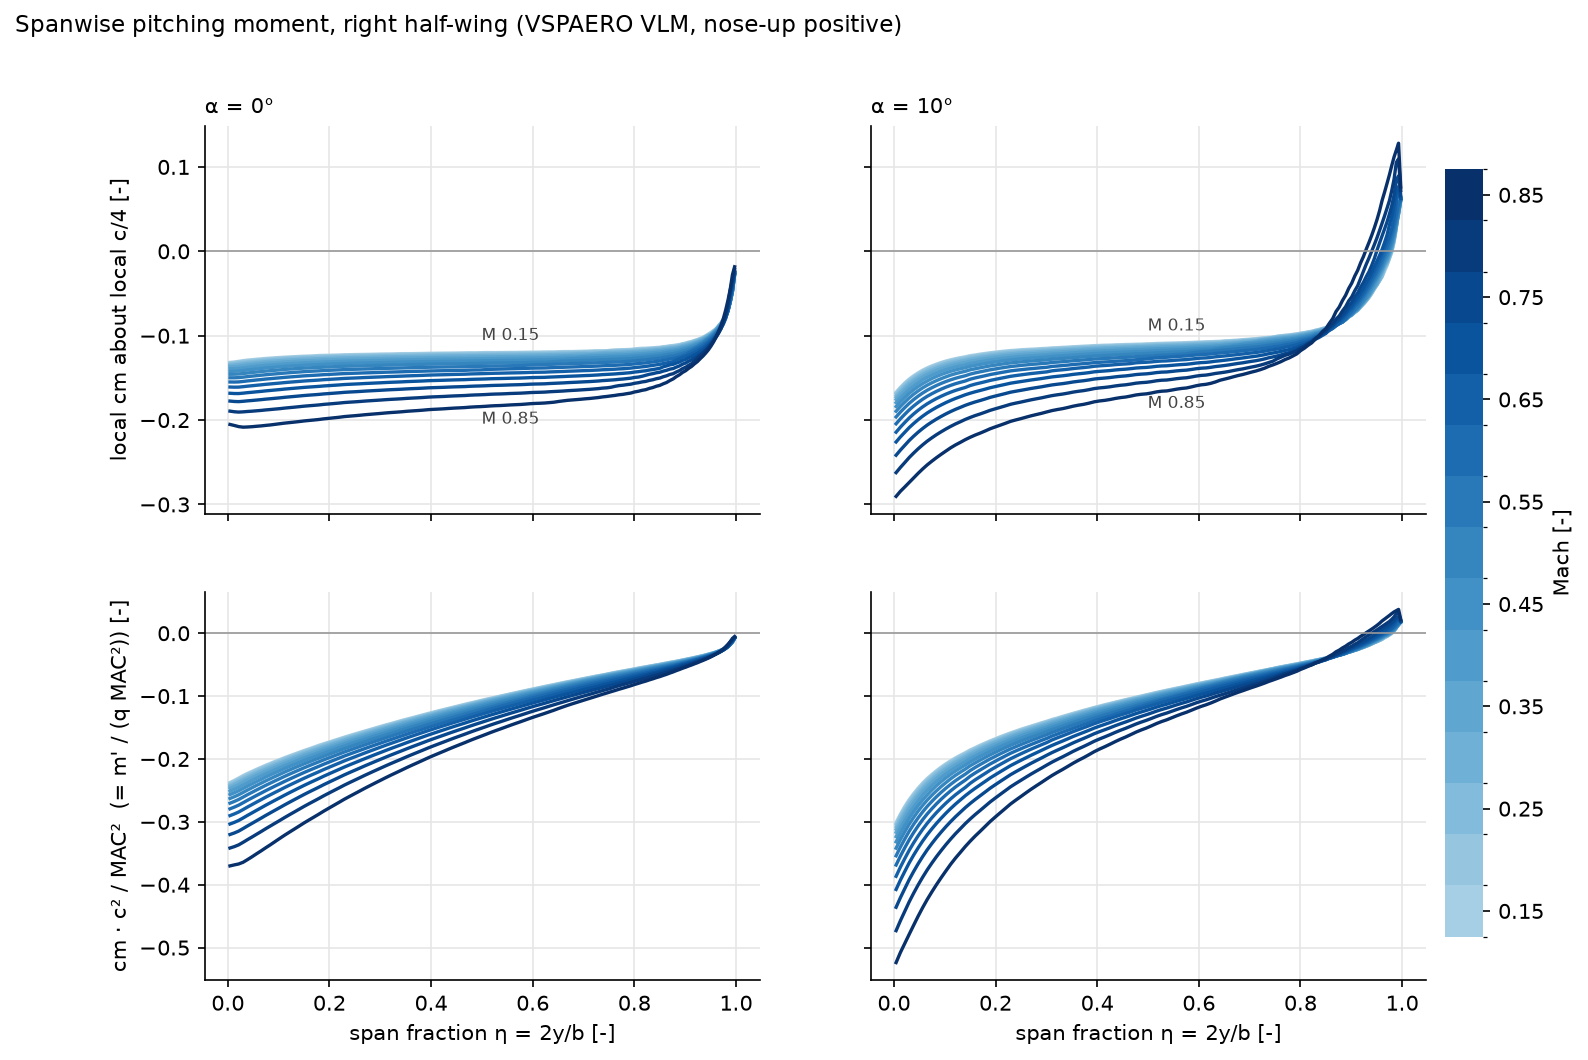 Spanwise pitching moment, right half-wing (VSPAERO VLM, nose-up positive)
α = 0°
α = 10°
local cm about local c/4 [-]
0.1
0.0
−0.1
−0.2
−0.3
M 0.15
M 0.85
M 0.15
M 0.85
cm · c² / MAC² (= m' / (q MAC²)) [-]
0.0
−0.1
−0.2
−0.3
−0.4
−0.5
0.0 0.2 0.4 0.6 0.8 1.0
span fraction η = 2y/b [-]
0.0 0.2 0.4 0.6 0.8 1.0
span fraction η = 2y/b [-]
0.85
0.75
0.65
0.55
0.45
0.35
0.25
0.15
Mach [-]